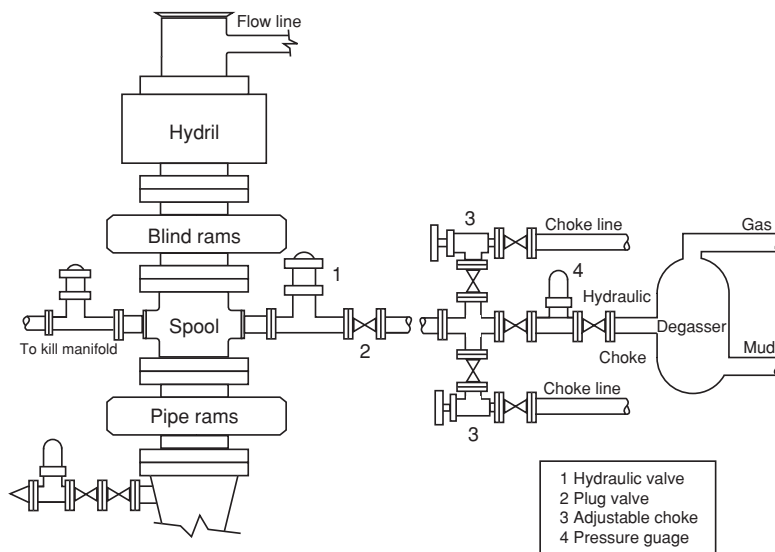 Flow line
Hydril
Blind rams
3
Choke line
Gas
1
4
Hydraulic
Spool
Degasser
To kill manifold
2
Choke
Mud
Choke line
Pipe rams
3
1 Hydraulic valve
2 Plug valve
3 Adjustable choke
4 Pressure guage